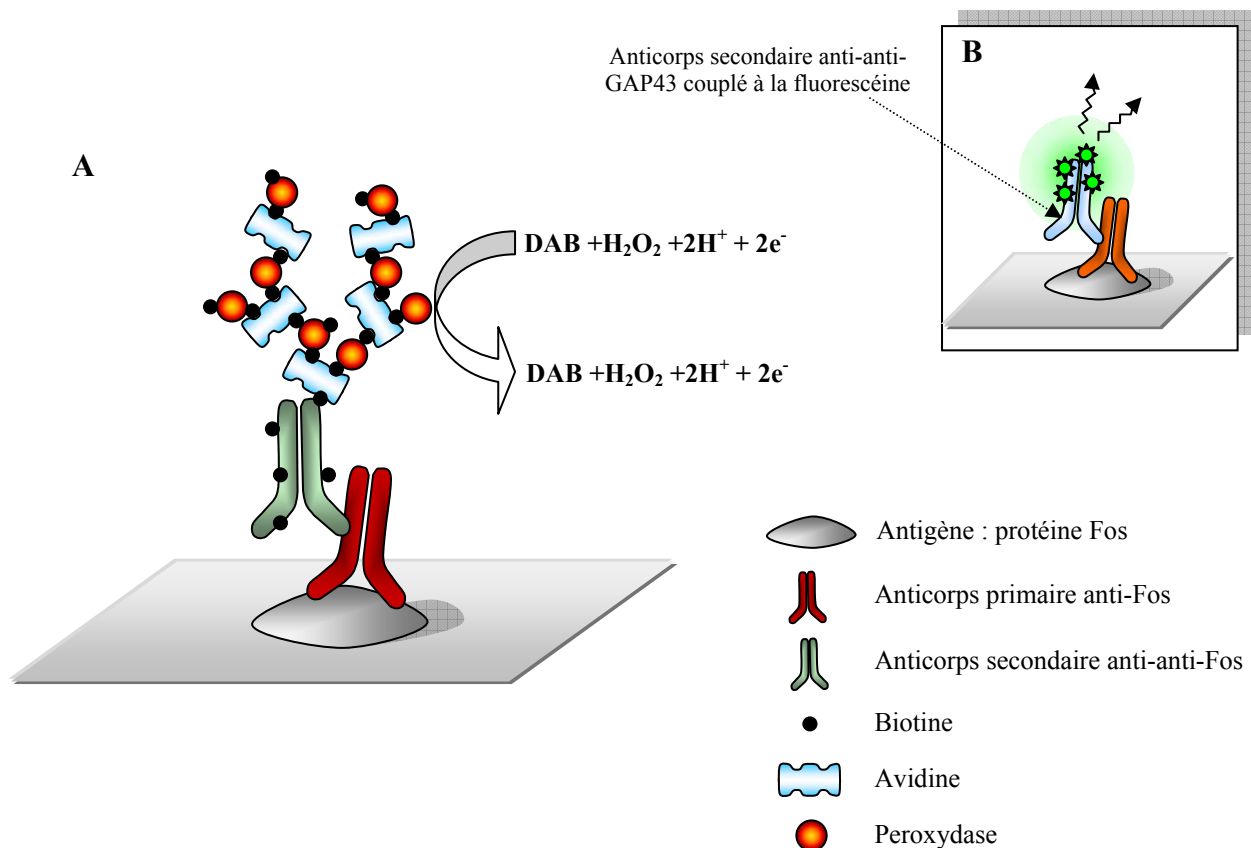 Anticorps secondaire anti-anti-
GAP43 couplé à la fluorescéine
B
A
DAB +H₂O₂ +2H⁺ + 2e⁻
DAB +H₂O₂ +2H⁺ + 2e⁻
Antigène : protéine Fos
Anticorps primaire anti-Fos
Anticorps secondaire anti-anti-Fos
Biotine
Avidine
Peroxydase